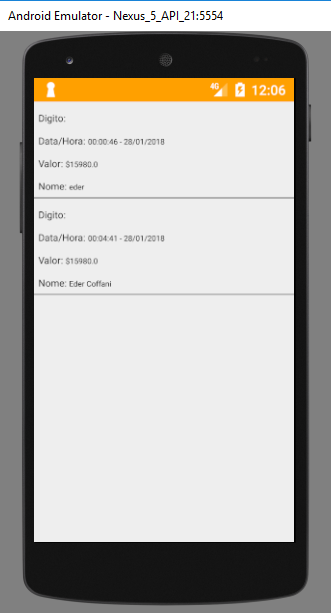 Android Emulator - Nexus_5_API_21:5554
4G 12:06
Digito:
Data/Hora: 00:00:46 - 28/01/2018
Valor: $15980.0
Nome: eder
Digito:
Data/Hora: 00:04:41 - 28/01/2018
Valor: $15980.0
Nome: Eder Coffani